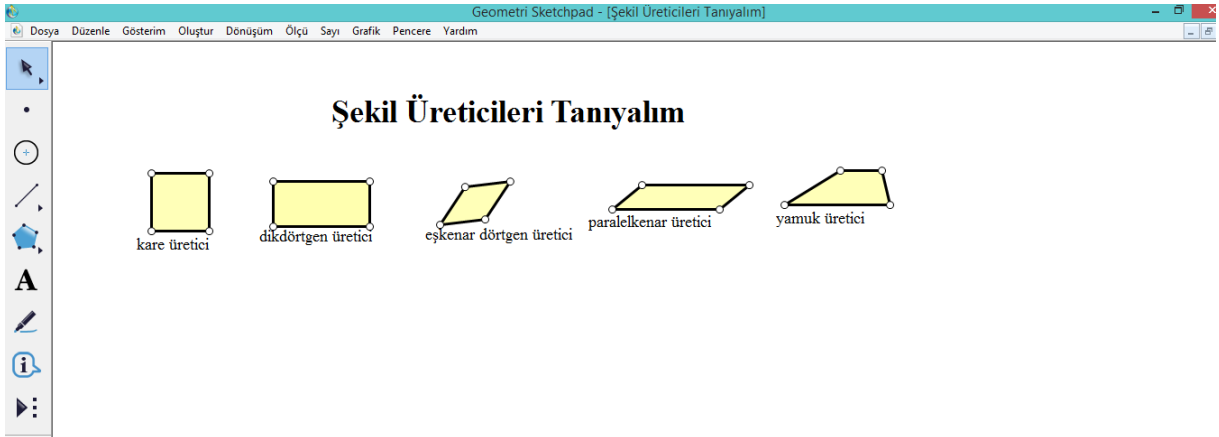 Geometri Sketchpad - [Şekil Üreticileri Tanıyalım]
Dosya Düzenle Gösterim Oluştur Dönüşüm Ölçü Sayı Grafik Pencere Yardım
Şekil Üreticileri Tanıyalım
kare üretici
dikdörtgen üretici
eşkenar dörtgen üretici
paralelkenar üretici
yamuk üretici
A
i